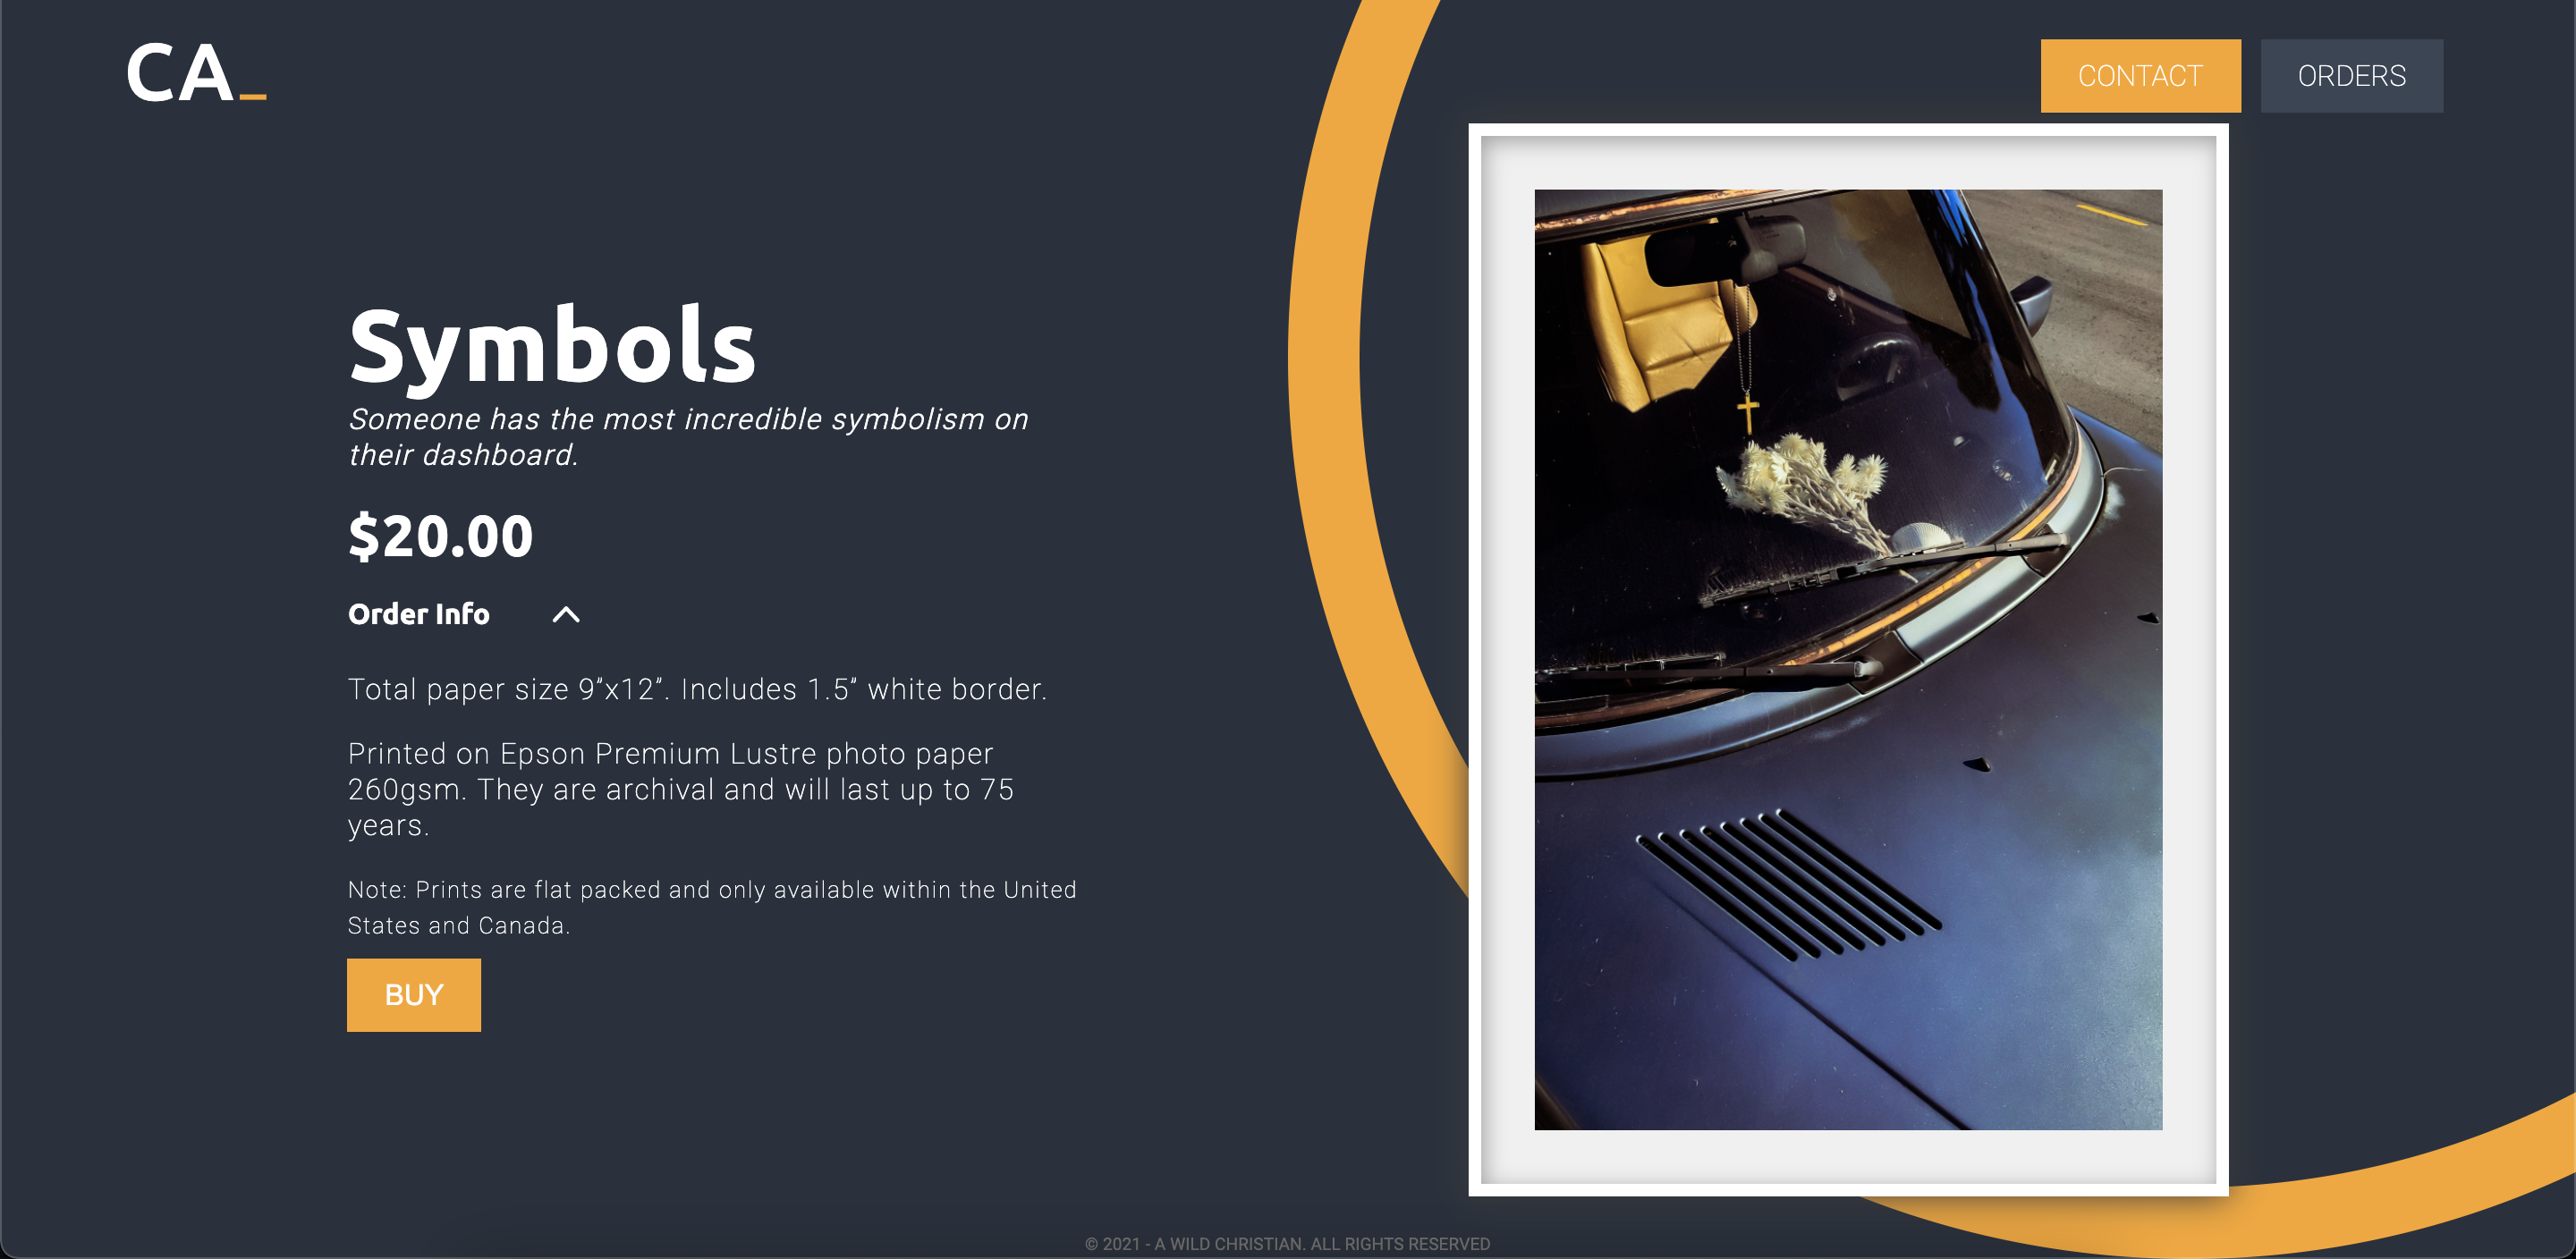 CA_
CONTACT
ORDERS
Symbols
Someone has the most incredible symbolism on
their dashboard.
$20.00
Order Info
Total paper size 9”x12”. Includes 1.5” white border.
Printed on Epson Premium Lustre photo paper
260gsm. They are archival and will last up to 75
years.
Note: Prints are flat packed and only available within the United
States and Canada.
BUY
© 2021 - A WILD CHRISTIAN. ALL RIGHTS RESERVED